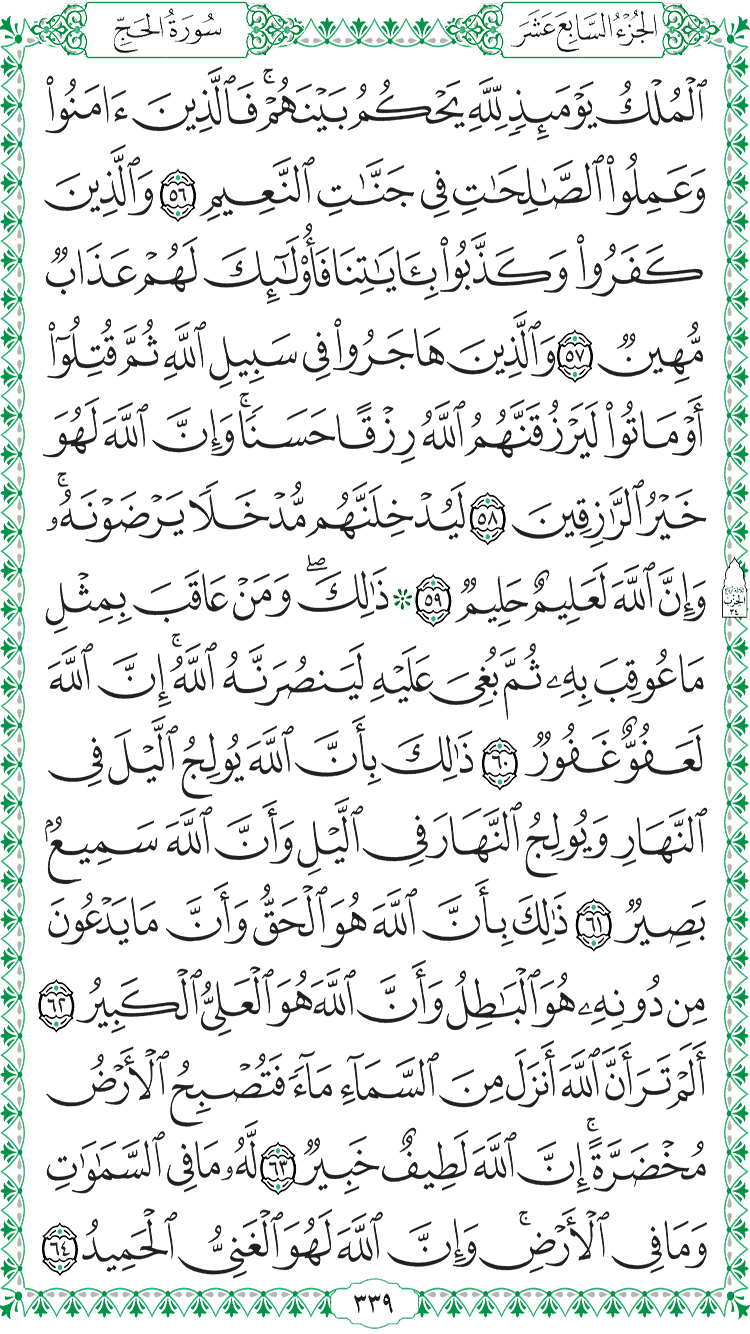 الجُزْءُ السَّابِعَ عَشَرَ
سُورَةُ الحَجِّ
ٱلْمُلْكُ يَوْمَئِذٍ لِّلَّهِ يَحْكُمُ بَيْنَهُمْۚ فَٱلَّذِينَ ءَامَنُوا۟
وَعَمِلُوا۟ ٱلصَّـٰلِحَـٰتِ فِى جَنَّـٰتِ ٱلنَّعِيمِ ٥٦ وَٱلَّذِينَ
كَفَرُوا۟ وَكَذَّبُوا۟ بِـَٔايَـٰتِنَا فَأُو۟لَـٰٓئِكَ لَهُمْ عَذَابٌ
مُّهِينٌ ٥٧ وَٱلَّذِينَ هَاجَرُوا۟ فِى سَبِيلِ ٱللَّهِ ثُمَّ قُتِلُوٓا۟
أَوْ مَاتُوا۟ لَيَرْزُقَنَّهُمُ ٱللَّهُ رِزْقًا حَسَنًاۚ وَإِنَّ ٱللَّهَ لَهُوَ
خَيْرُ ٱلرَّٰزِقِينَ ٥٨ لَيُدْخِلَنَّهُم مُّدْخَلًا يَرْضَوْنَهُۥۚ
وَإِنَّ ٱللَّهَ لَعَلِيمٌ حَلِيمٌ ٥٩ ۞ ذَٰلِكَۖ وَمَنْ عَاقَبَ بِمِثْلِ
مَا عُوقِبَ بِهِۦ ثُمَّ بُغِىَ عَلَيْهِ لَيَنصُرَنَّهُ ٱللَّهُۚ إِنَّ ٱللَّهَ
لَعَفُوٌّ غَفُورٌ ٦٠ ذَٰلِكَ بِأَنَّ ٱللَّهَ يُولِجُ ٱلَّيْلَ فِى
ٱلنَّهَارِ وَيُولِجُ ٱلنَّهَارَ فِى ٱلَّيْلِ وَأَنَّ ٱللَّهَ سَمِيعٌۢ
بَصِيرٌ ٦١ ذَٰلِكَ بِأَنَّ ٱللَّهَ هُوَ ٱلْحَقُّ وَأَنَّ مَا يَدْعُونَ
مِن دُونِهِۦ هُوَ ٱلْبَـٰطِلُ وَأَنَّ ٱللَّهَ هُوَ ٱلْعَلِىُّ ٱلْكَبِيرُ ٦٢
أَلَمْ تَرَ أَنَّ ٱللَّهَ أَنزَلَ مِنَ ٱلسَّمَآءِ مَآءً فَتُصْبِحُ ٱلْأَرْضُ
مُخْضَرَّةًۚ إِنَّ ٱللَّهَ لَطِيفٌ خَبِيرٌ ٦٣ لَّهُۥ مَا فِى ٱلسَّمَـٰوَٰتِ
وَمَا فِى ٱلْأَرْضِۚ وَإِنَّ ٱللَّهَ لَهُوَ ٱلْغَنِىُّ ٱلْحَمِيدُ ٦٤
الحزب
٣٤
٣٣٩